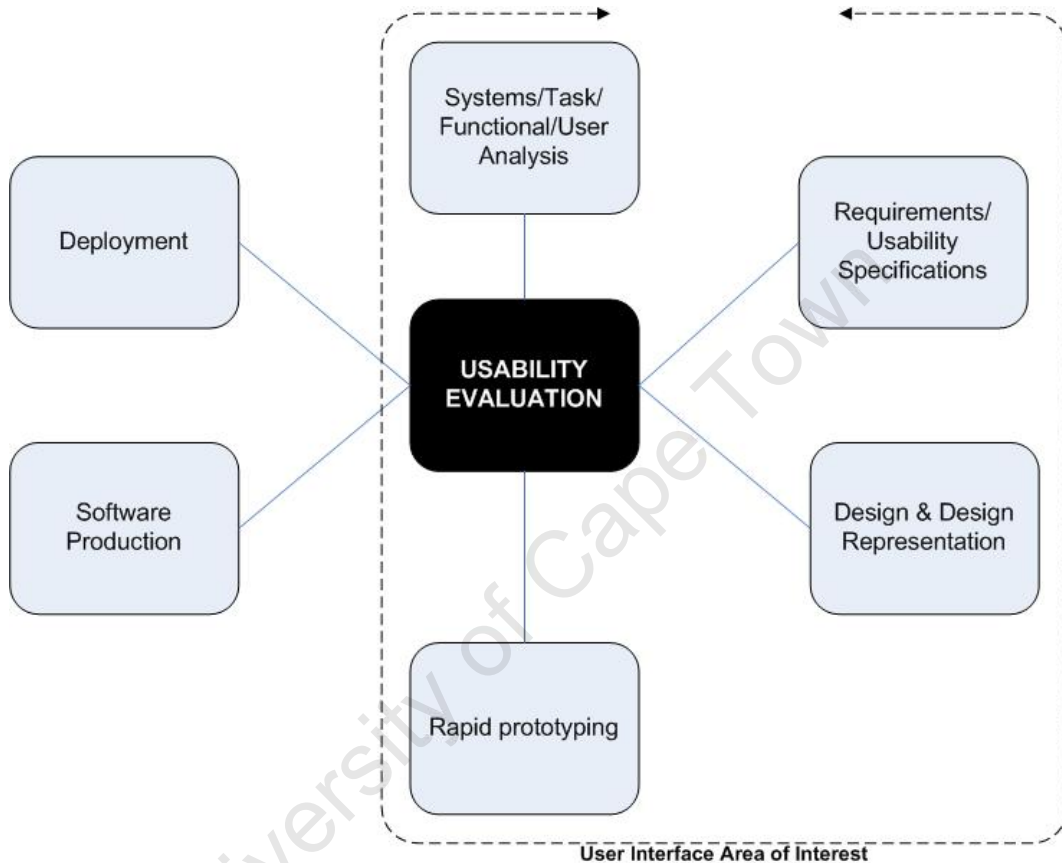 Systems/Task/
Functional/User
Analysis
Deployment
Requirements/
Usability
Specifications
USABILITY
EVALUATION
Software
Production
Design & Design
Representation
Rapid prototyping
User Interface Area of Interest
University of Cape Town